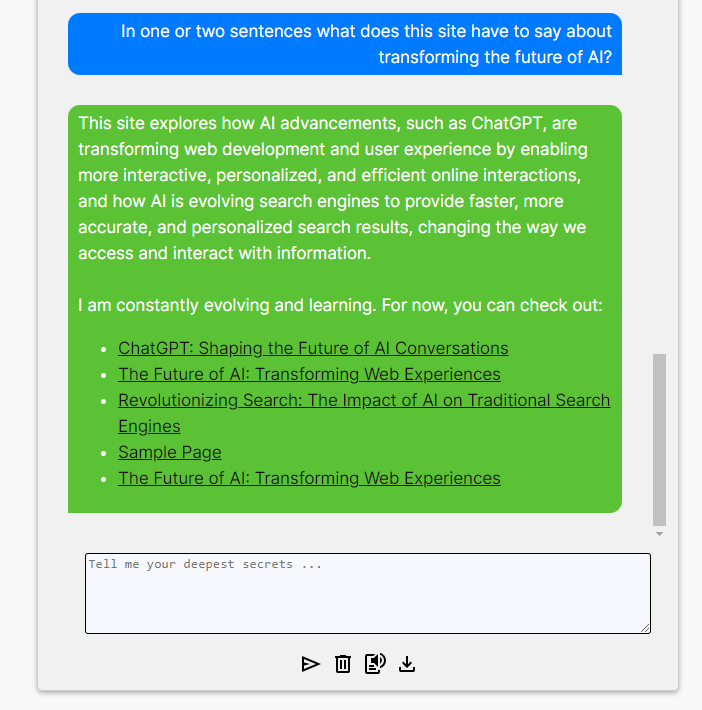 In one or two sentences what does this site have to say about
transforming the future of AI?
This site explores how AI advancements, such as ChatGPT, are
transforming web development and user experience by enabling
more interactive, personalized, and efficient online interactions,
and how AI is evolving search engines to provide faster, more
accurate, and personalized search results, changing the way we
access and interact with information.
I am constantly evolving and learning. For now, you can check out:
ChatGPT: Shaping the Future of AI Conversations
The Future of AI: Transforming Web Experiences
Revolutionizing Search: The Impact of AI on Traditional Search
Engines
Sample Page
The Future of AI: Transforming Web Experiences
Tell me your deepest secrets ...